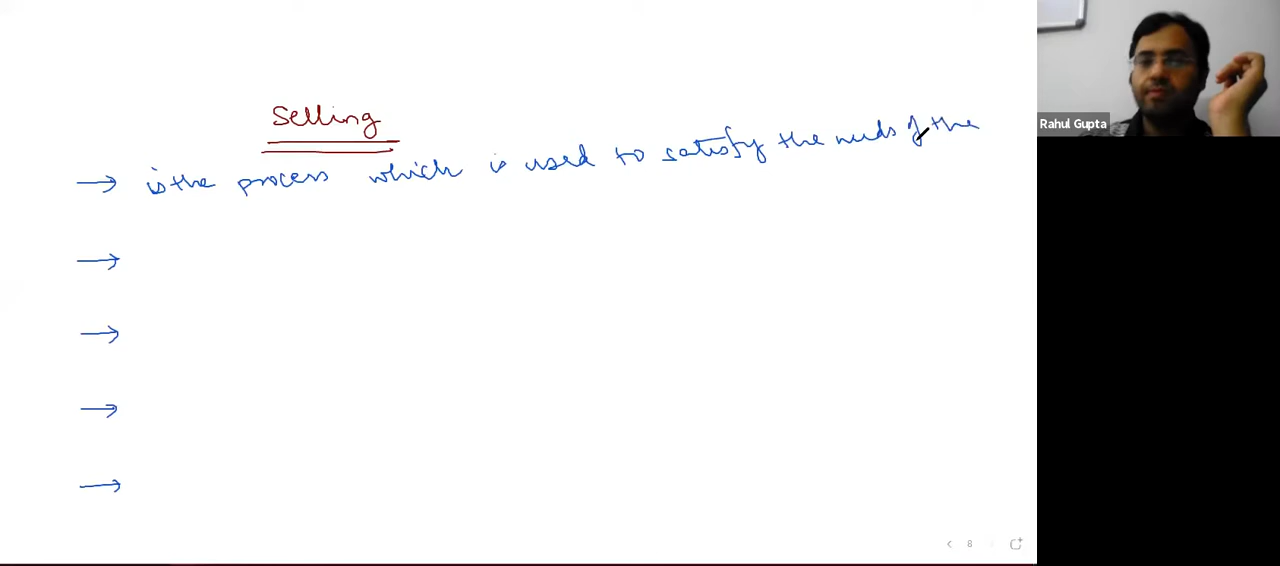 Selling
→ is the process which is used to satisfy the needs of the
→
→
→
→
Rahul Gupta
< 8